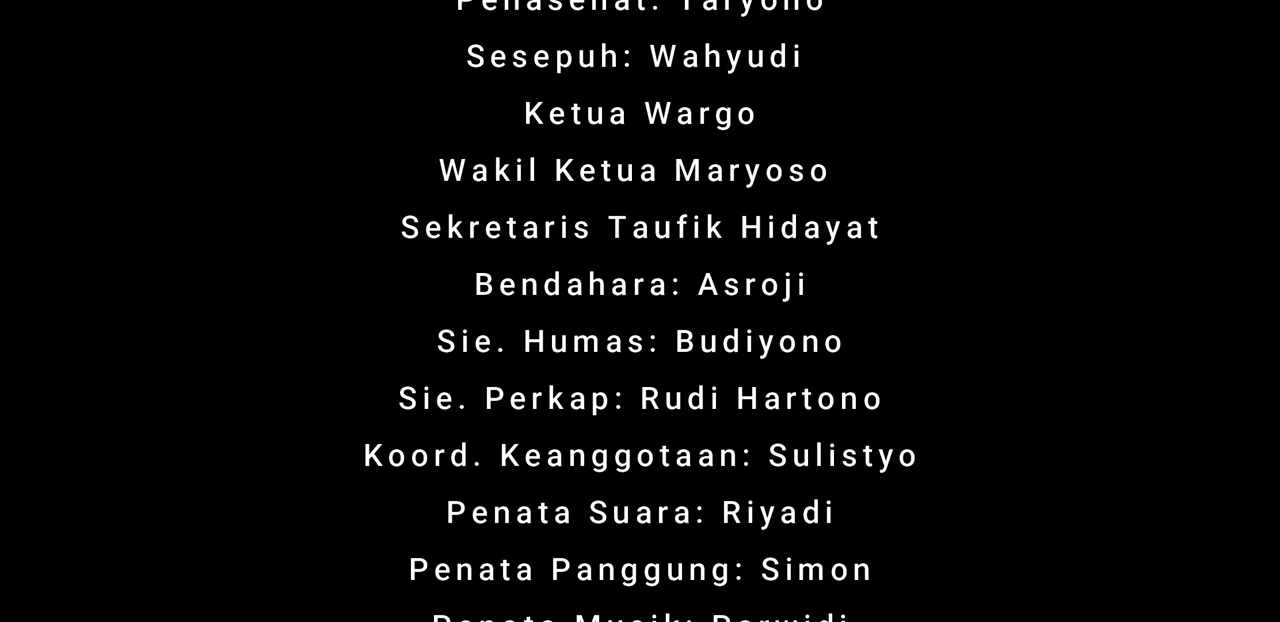 Penasehat: Taryono
Sesepuh: Wahyudi
Ketua Wargo
Wakil Ketua Maryoso
Sekretaris Taufik Hidayat
Bendahara: Asroji
Sie. Humas: Budiyono
Sie. Perkap: Rudi Hartono
Koord. Keanggotaan: Sulistyo
Penata Suara: Riyadi
Penata Panggung: Simon
Penata Musik: Parwidi